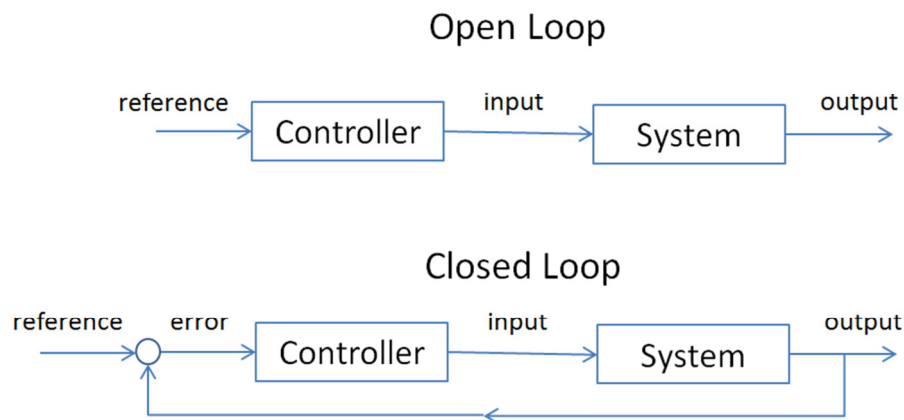 Open Loop
reference input output
Controller System
Closed Loop
reference error input output
Controller System